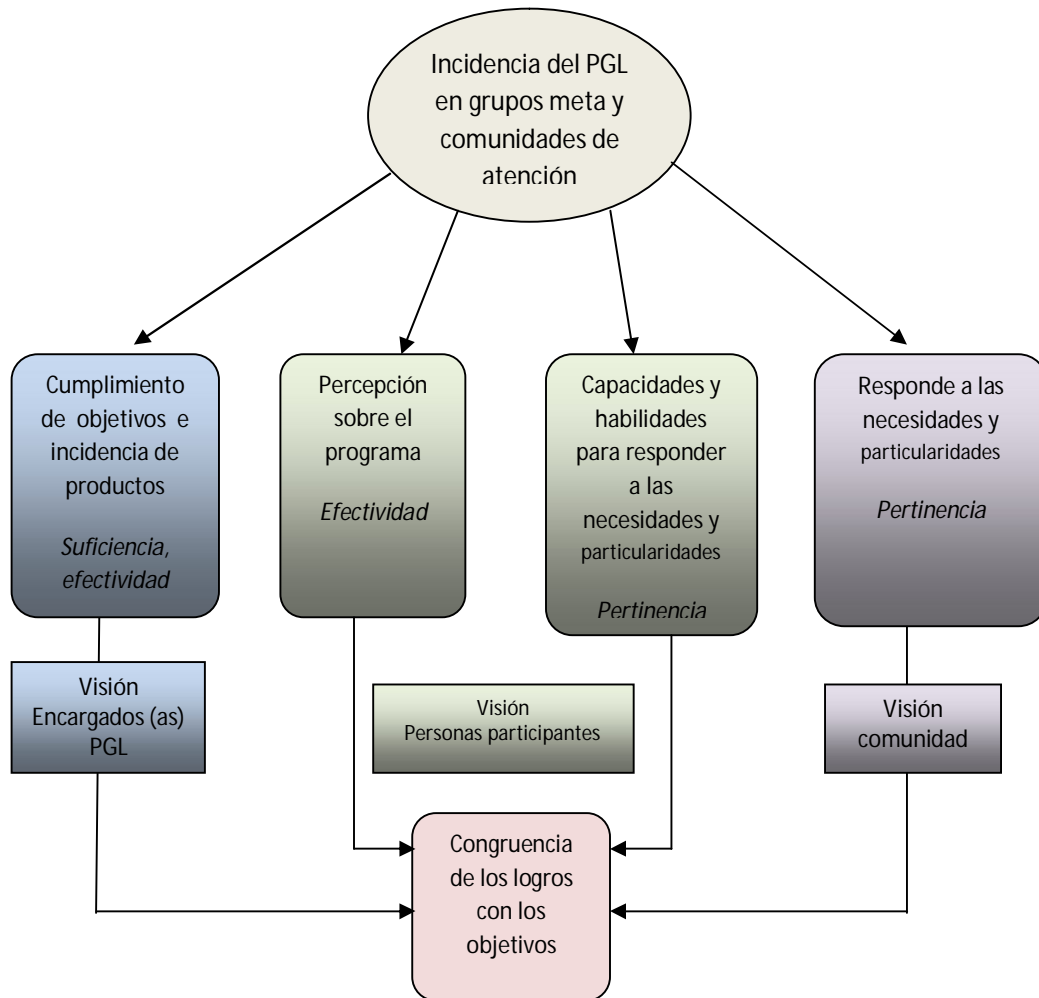 Incidencia del PGL
en grupos meta y
comunidades de
atención
Cumplimiento
de objetivos e
incidencia de
productos
Suficiencia,
efectividad
Percepción
sobre el
programa
Efectividad
Capacidades y
habilidades
para responder
a las
necesidades y
particularidades
Pertinencia
Responde a las
necesidades y
particularidades
Pertinencia
Visión
Encargados (as)
PGL
Visión
Personas participantes
Visión
comunidad
Congruencia
de los logros
con los
objetivos